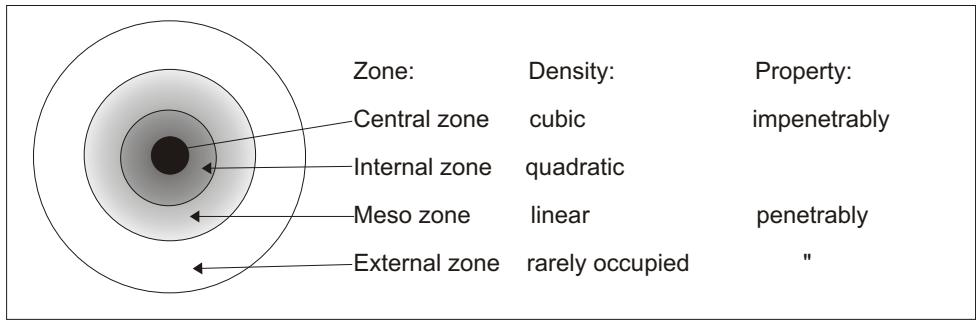 Zone: Density: Property:
Central zone cubic impenetrably
Internal zone quadratic
Meso zone linear penetrably
External zone rarely occupied "